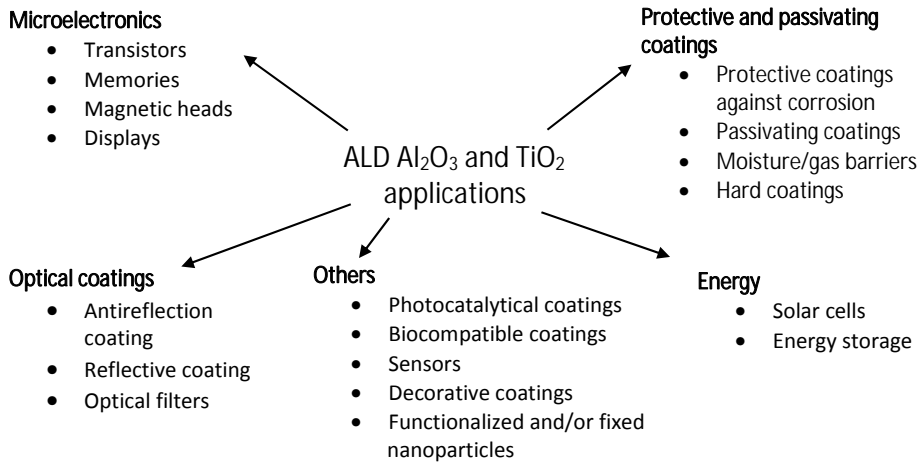 Microelectronics
• Transistors
• Memories
• Magnetic heads
• Displays
Protective and passivating
coatings
• Protective coatings
against corrosion
• Passivating coatings
• Moisture/gas barriers
• Hard coatings
ALD Al₂O₃ and TiO₂
applications
Optical coatings
• Antireflection
coating
• Reflective coating
• Optical filters
Others
• Photocatalytical coatings
• Biocompatible coatings
• Sensors
• Decorative coatings
• Functionalized and/or fixed
nanoparticles
Energy
• Solar cells
• Energy storage